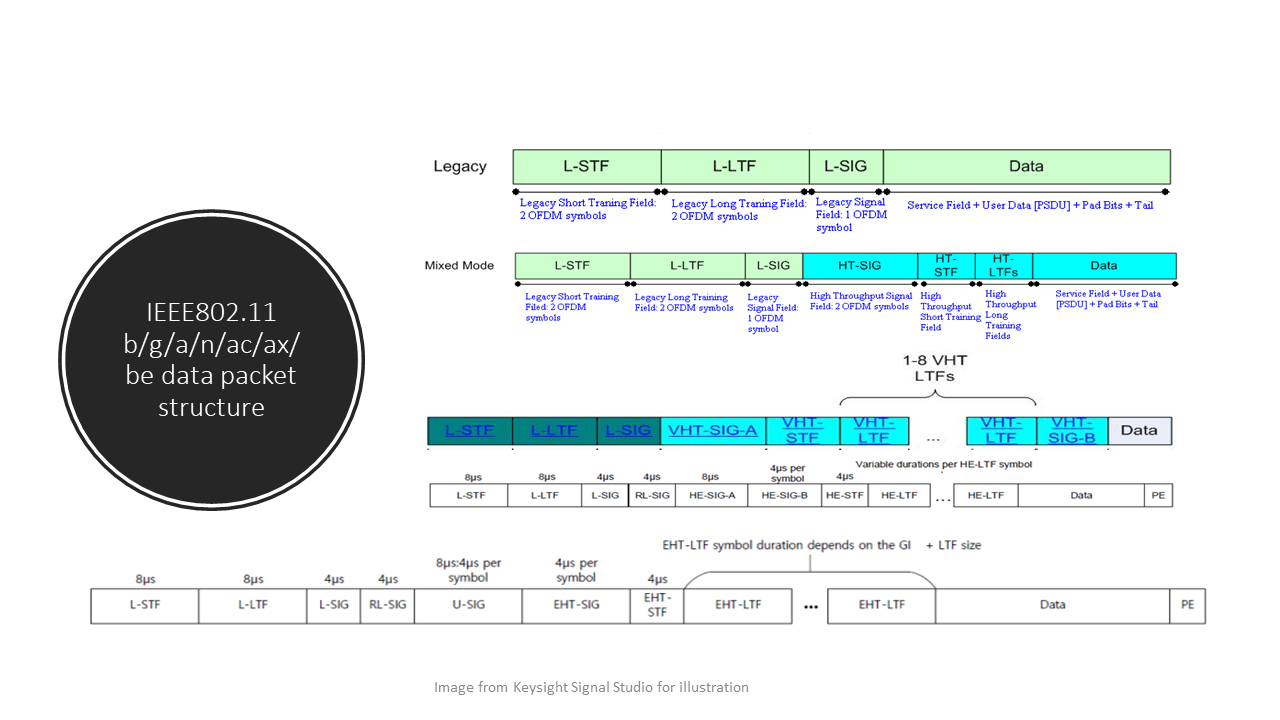 IEEE802.11
b/g/a/n/ac/ax/
be data packet
structure
Legacy
L-STF
L-LTF
L-SIG
Data
Legacy Short Traning Field:
2 OFDM symbols
Legacy Long Traning Field:
2 OFDM symbols
Legacy Signal
Field: 1 OFDM
symbol
Service Field + User Data [PSDU] + Pad Bits + Tail
Mixed Mode
L-STF
L-LTF
L-SIG
HT-SIG
HT-
STF
HT-
LTFs
Data
Legacy Short Training
Filed: 2 OFDM
symbols
Legacy Long Training
Field: 2 OFDM symbols
Legacy
Signal Field:
1 OFDM
symbol
High Throughput Signal
Field: 2 OFDM symbols
High
Throughput
Short Training
Field
High
Throughput
Long
Training
Fields
Service Field + User Data
[PSDU] + Pad Bits + Tail
1-8 VHT
LTFs
L-STF
L-LTF
L-SIG
VHT-SIG-A
VHT-
STF
VHT-
LTF
...
VHT-
LTF
VHT-
SIG-B
Data
Variable durations per HE-LTF symbol
8µs
8µs
4µs
4µs
8µs
4µs per
symbol
4µs
L-STF
L-LTF
L-SIG
RL-SIG
HE-SIG-A
HE-SIG-B
HE-STF
HE-LTF
...
HE-LTF
Data
PE
EHT-LTF symbol duration depends on the GI + LTF size
8µs
8µs
4µs
4µs
8µs:4µs per
symbol
4µs per
symbol
4µs
L-STF
L-LTF
L-SIG
RL-SIG
U-SIG
EHT-SIG
EHT-
STF
EHT-LTF
...
EHT-LTF
Data
PE
Image from Keysight Signal Studio for illustration